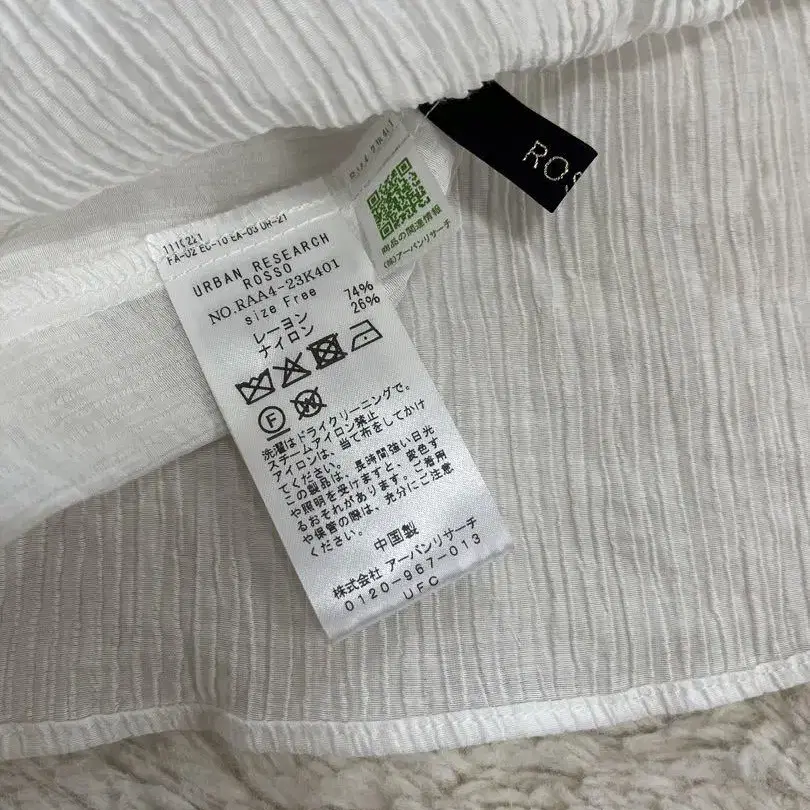 ROS
RAA4-23K401
商品の関連情報
(株)アーバンリサーチ
1110221
FA-02 EC-10 EA-03 UR-21
URBAN RESEARCH
ROSSO
NO.RAA4-23K401
size Free
レーヨン 74%
ナイロン 26%
F
W
洗濯はドライクリーニングで。
スチームアイロン禁止
アイロンは、当て布をしてかけ
てください。
この製品は、長時間強い日光
や照明を受けますと、変色す
るおそれがあります。ご着用
や保管の際は、充分にご注意
ください。
中国製
株式会社 アーバンリサーチ
0120-967-013
UFC